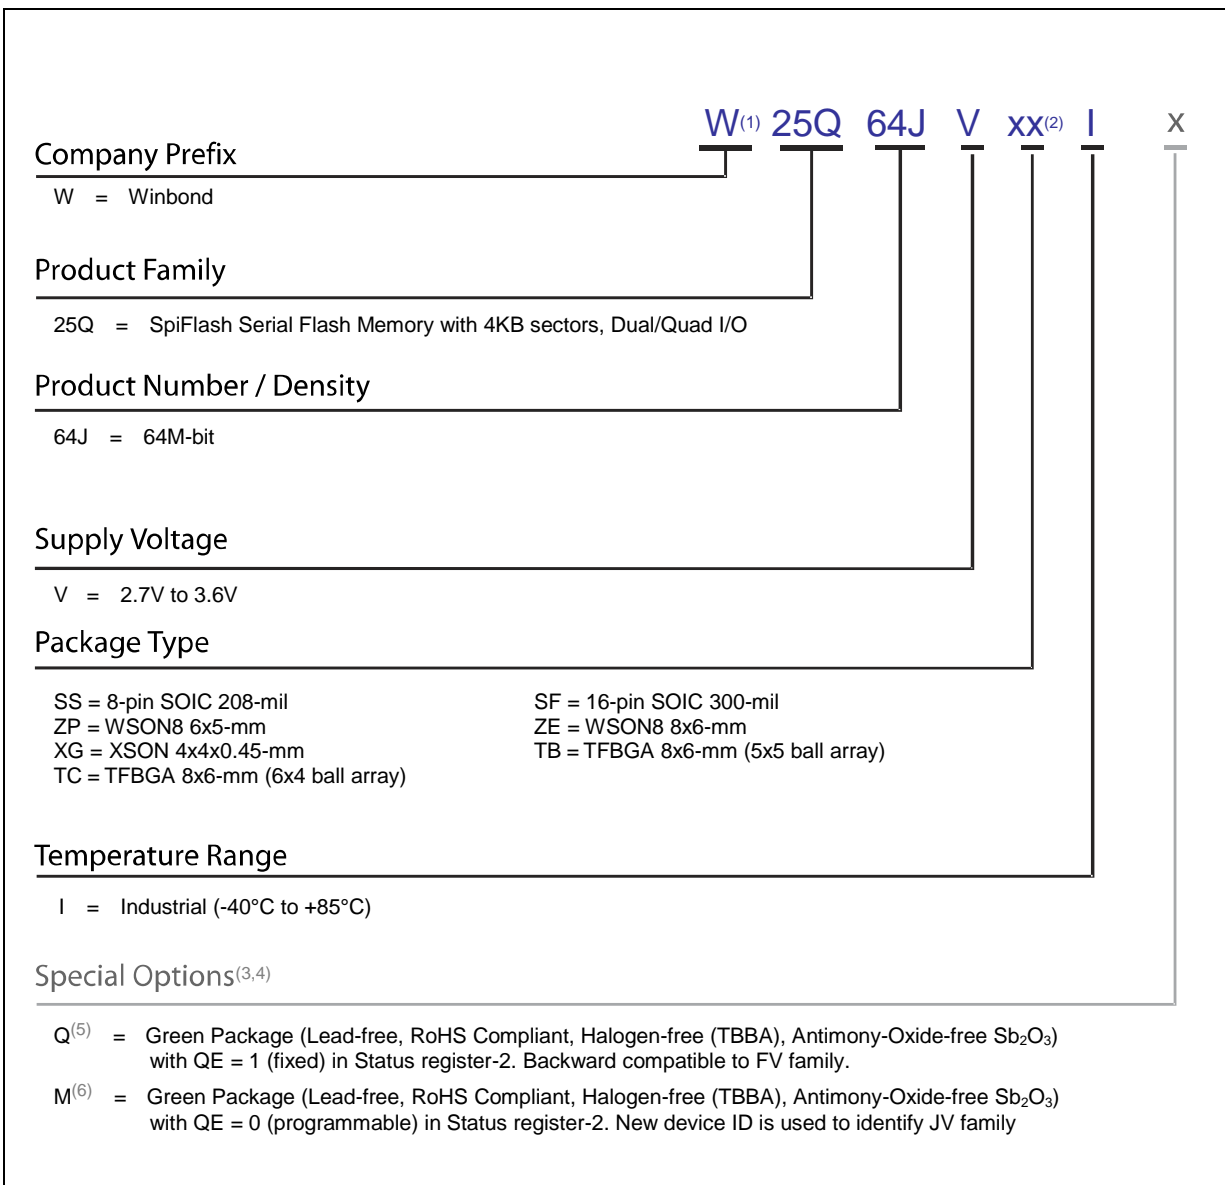 W(1) 25Q 64J V xx(2) I x
Company Prefix
W = Winbond
Product Family
25Q = SpiFlash Serial Flash Memory with 4KB sectors, Dual/Quad I/O
Product Number / Density
64J = 64M-bit
Supply Voltage
V = 2.7V to 3.6V
Package Type
SS = 8-pin SOIC 208-mil SF = 16-pin SOIC 300-mil
ZP = WSON8 6x5-mm ZE = WSON8 8x6-mm
XG = XSON 4x4x0.45-mm TB = TFBGA 8x6-mm (5x5 ball array)
TC = TFBGA 8x6-mm (6x4 ball array)
Temperature Range
I = Industrial (-40°C to +85°C)
Special Options(3,4)
Q(5) = Green Package (Lead-free, RoHS Compliant, Halogen-free (TBBA), Antimony-Oxide-free Sb₂O₃)
with QE = 1 (fixed) in Status register-2. Backward compatible to FV family.
M(6) = Green Package (Lead-free, RoHS Compliant, Halogen-free (TBBA), Antimony-Oxide-free Sb₂O₃)
with QE = 0 (programmable) in Status register-2. New device ID is used to identify JV family